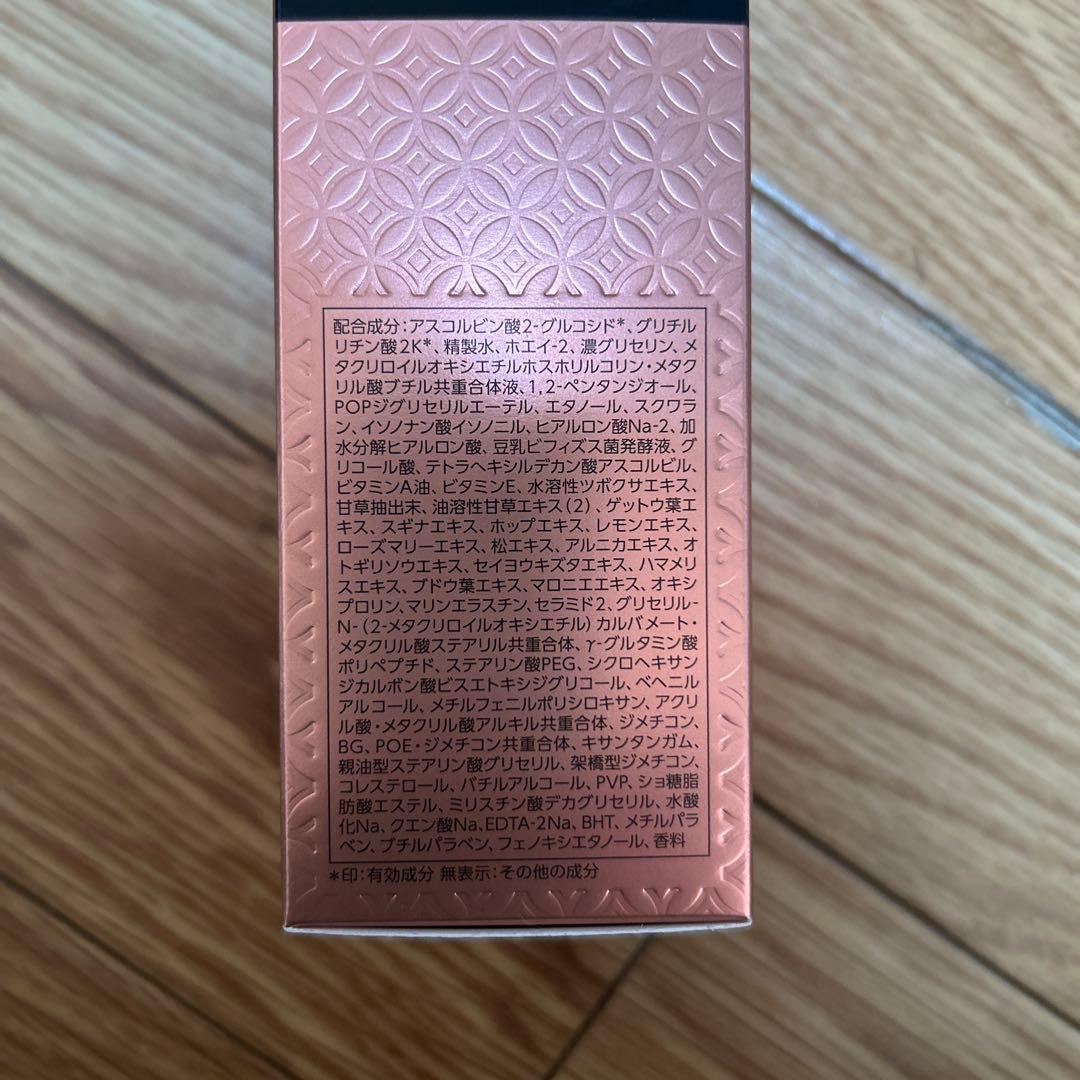 配合成分：アスコルビン酸2-グルコシド*、グリチル
リチン酸2K*、精製水、ホエイ-2、濃グリセリン、メ
タクリロイルオキシエチルホスホリルコリン・メタク
リル酸ブチル共重合体液、1,2-ペンタンジオール、
POPジグリセリルエーテル、エタノール、スクワラ
ン、イソノナン酸イソノニル、ヒアルロン酸Na-2、加
水分解ヒアルロン酸、豆乳ビフィズス菌発酵液、グ
リコール酸、テトラヘキシルデカン酸アスコルビル、
ビタミンA油、ビタミンE、水溶性ツボクサエキス、
甘草抽出末、油溶性甘草エキス(2)、ゲットウ葉エ
キス、スギナエキス、ホップエキス、レモンエキス、
ローズマリーエキス、松エキス、アルニカエキス、オ
トギリソウエキス、セイヨウキズタエキス、ハマメリ
スエキス、ブドウ葉エキス、マロニエエキス、オキシ
プロリン、マリンエラスチン、セラミド2、グリセリル-
N-(2-メタクリロイルオキシエチル)カルバメート・
メタクリル酸ステアリル共重合体、γ-グルタミン酸
ポリペプチド、ステアリン酸PEG、シクロヘキサン
ジカルボン酸ビスエトキシジグリコール、ベヘニル
アルコール、メチルフェニルポリシロキサン、アクリ
ル酸・メタクリル酸アルキル共重合体、ジメチコン、
BG、POE・ジメチコン共重合体、キサンタンガム、
親油型ステアリン酸グリセリル、架橋型ジメチコン、
コレステロール、バチルアルコール、PVP、ショ糖脂
肪酸エステル、ミリスチン酸デカグリセリル、水酸
化Na、クエン酸Na、EDTA-2Na、BHT、メチルパラ
ベン、ブチルパラベン、フェノキシエタノール、香料
*印：有効成分 無表示：その他の成分